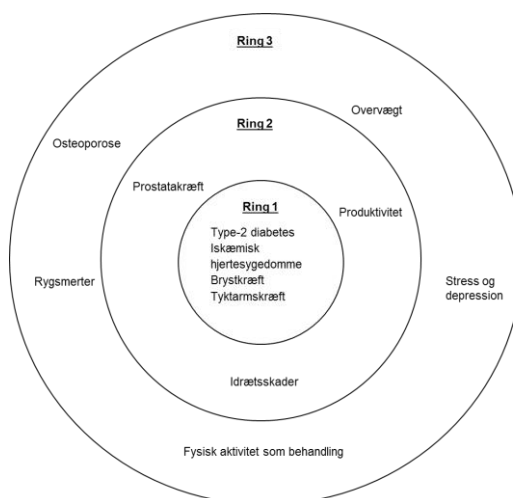 Ring 3
Overvægt
Ring 2
Osteoporose
Prostatakræft
Ring 1
Produktivitet
Type-2 diabetes
Iskæmisk
hjertesygedomme
Brystkræft
Tyktarmskræft
Rygsmerter
Stress og
depression
Idrætsskader
Fysisk aktivitet som behandling